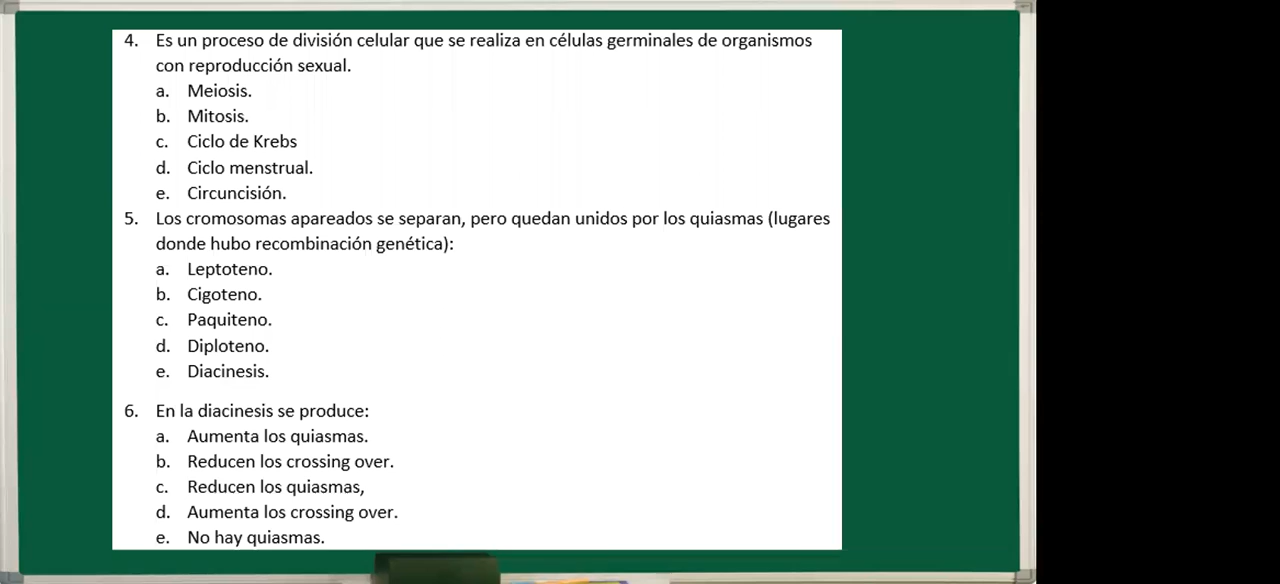 4. Es un proceso de división celular que se realiza en células germinales de organismos
con reproducción sexual.
a. Meiosis.
b. Mitosis.
c. Ciclo de Krebs
d. Ciclo menstrual.
e. Circuncisión.
5. Los cromosomas apareados se separan, pero quedan unidos por los quiasmas (lugares
donde hubo recombinación genética):
a. Leptoteno.
b. Cigoteno.
c. Paquiteno.
d. Diploteno.
e. Diacinesis.
6. En la diacinesis se produce:
a. Aumenta los quiasmas.
b. Reducen los crossing over.
c. Reducen los quiasmas,
d. Aumenta los crossing over.
e. No hay quiasmas.